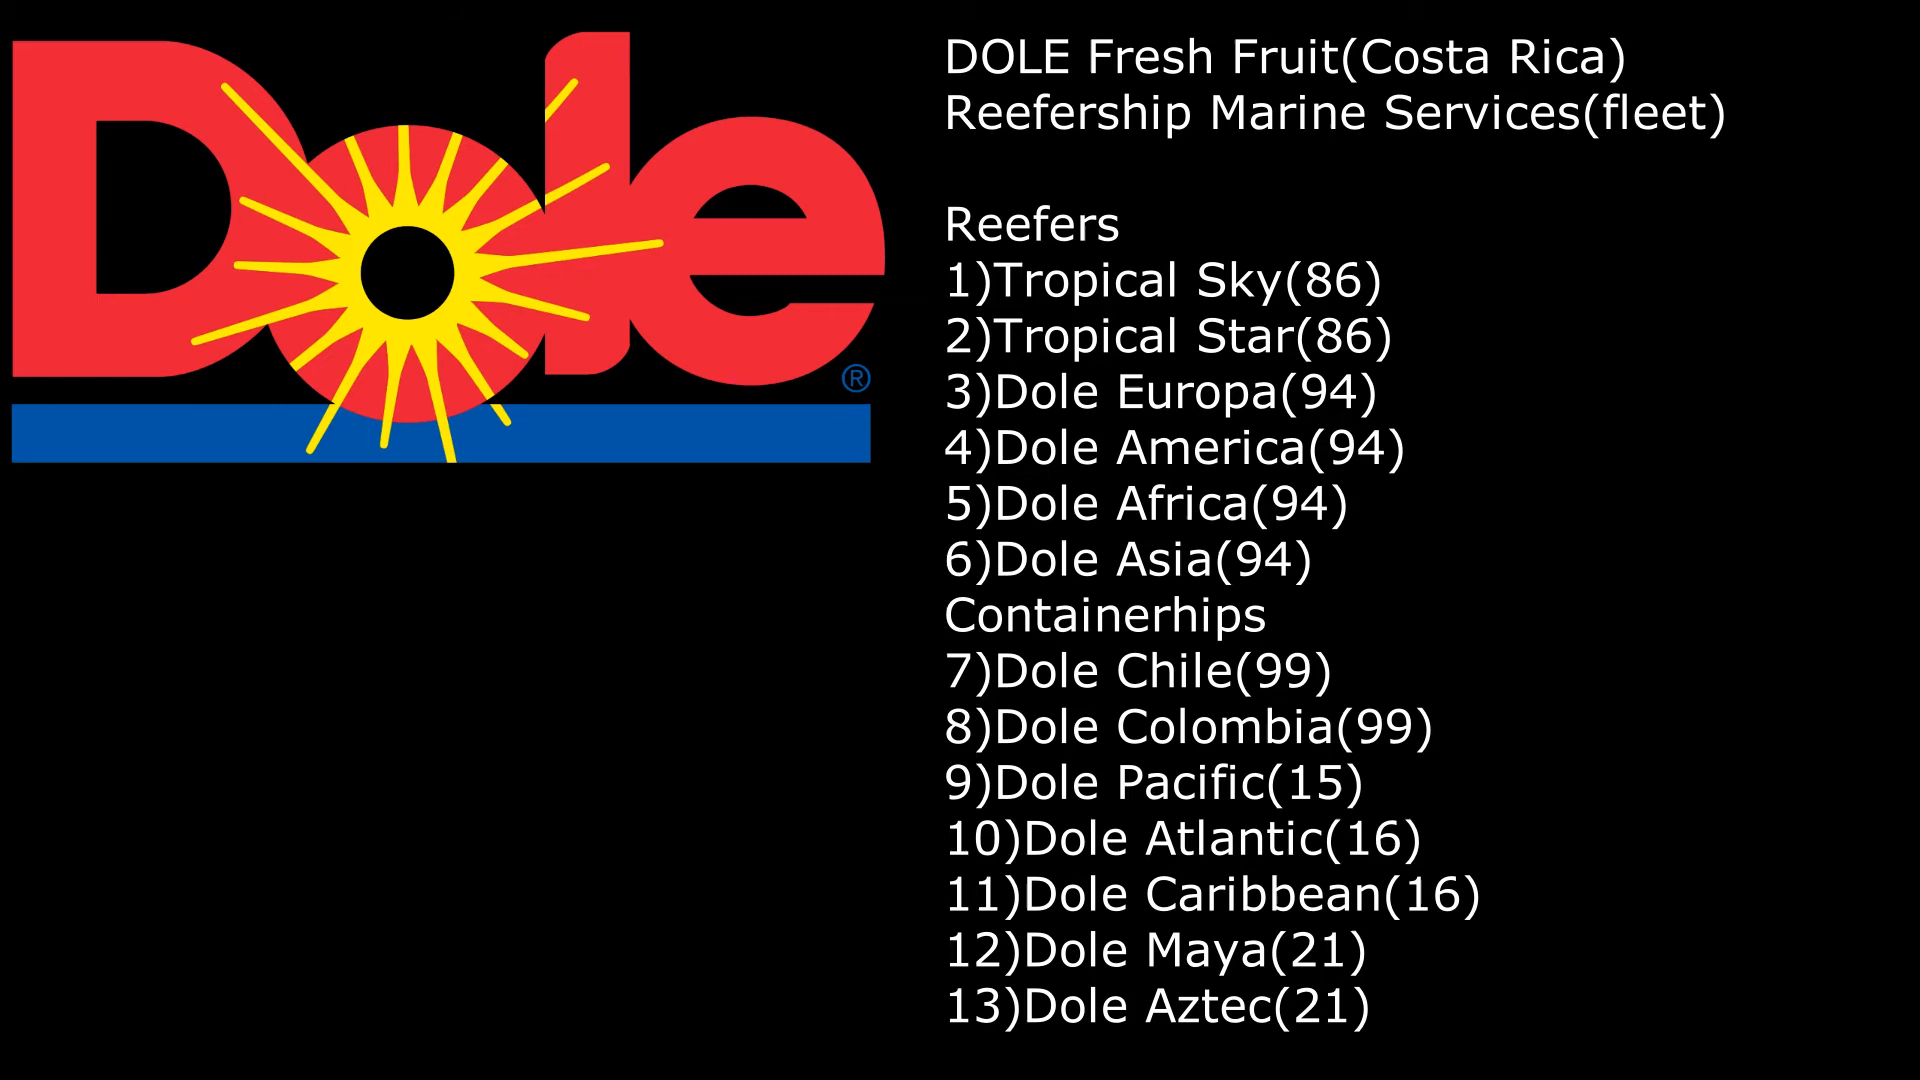 Dole
®
DOLE Fresh Fruit(Costa Rica)
Reefership Marine Services(fleet)
Reefers
1)Tropical Sky(86)
2)Tropical Star(86)
3)Dole Europa(94)
4)Dole America(94)
5)Dole Africa(94)
6)Dole Asia(94)
Containerhips
7)Dole Chile(99)
8)Dole Colombia(99)
9)Dole Pacific(15)
10)Dole Atlantic(16)
11)Dole Caribbean(16)
12)Dole Maya(21)
13)Dole Aztec(21)